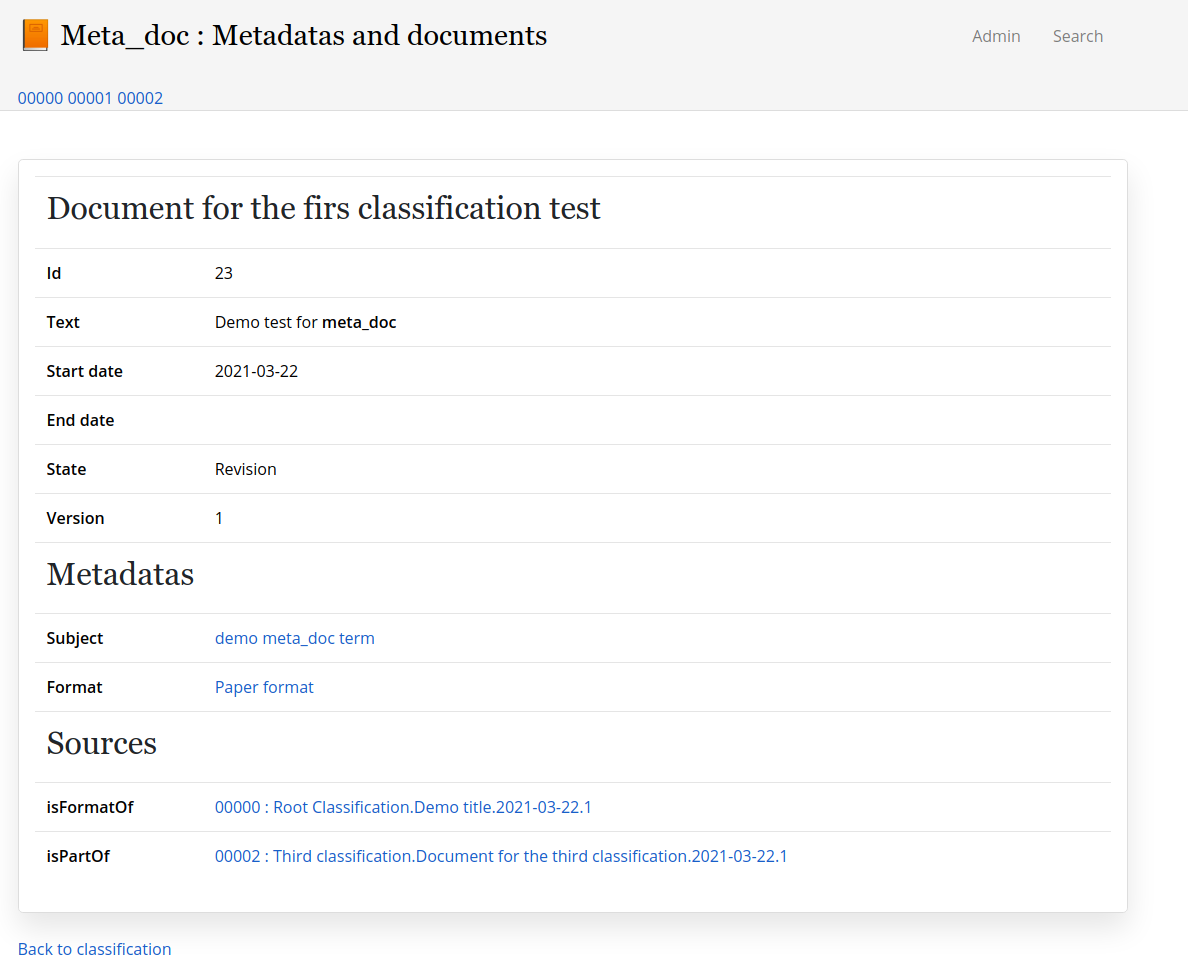 Meta_doc : Metadatas and documents
Admin Search
00000 00001 00002
Document for the firs classification test
Id 23
Text Demo test for meta_doc
Start date 2021-03-22
End date
State Revision
Version 1
Metadatas
Subject demo meta_doc term
Format Paper format
Sources
isFormatOf 00000 : Root Classification.Demo title.2021-03-22.1
isPartOf 00002 : Third classification.Document for the third classification.2021-03-22.1
Back to classification